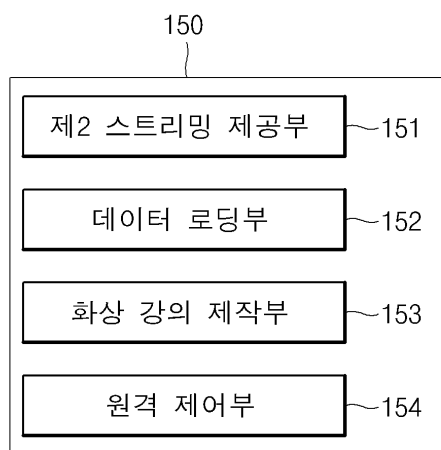 150
제2 스트리밍 제공부 151
데이터 로딩부 152
화상 강의 제작부 153
원격 제어부 154